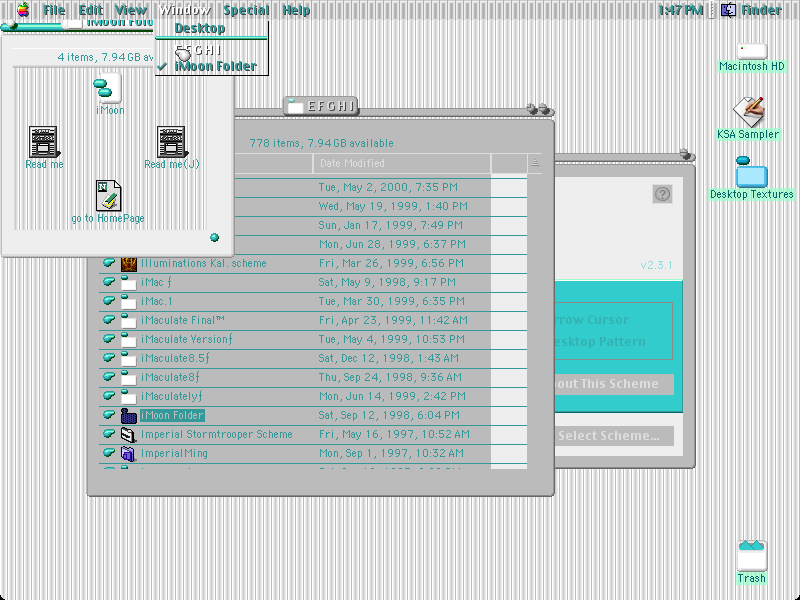 File Edit View Window Special Help 1:47 PM Finder
iMoon Folder
Desktop
EFGHI
✓ iMoon Folder
4 items, 7.94 GB av
iMoon
Read me
Read me(J)
go to HomePage
Macintosh HD
KSA Sampler
Desktop Textures
Trash
EFGHI
778 items, 7.94 GB available
Date Modified
Tue, May 2, 2000, 7:35 PM
Wed, May 19, 1999, 1:40 PM
Sun, Jan 17, 1999, 7:49 PM
Mon, Jun 28, 1999, 6:37 PM
Illuminations Kal. scheme Fri, Mar 26, 1999, 6:56 PM
iMac ƒ Sat, May 9, 1998, 9:17 PM
iMac.1 Tue, Mar 30, 1999, 6:35 PM
iMaculate Final™ Fri, Apr 23, 1999, 11:42 AM
iMaculate Versionƒ Tue, May 4, 1999, 10:53 PM
iMaculate8.5ƒ Sat, Dec 12, 1998, 1:43 AM
iMaculate8ƒ Thu, Sep 24, 1998, 9:36 AM
iMaculatelyƒ Mon, Jun 14, 1999, 2:42 PM
iMoon Folder Sat, Sep 12, 1998, 6:04 PM
Imperial Stormtrooper Scheme Fri, May 16, 1997, 10:52 AM
ImperialMing Mon, Sep 1, 1997, 10:32 AM
?
v2.3.1
rrow Cursor
esktop Pattern
out This Scheme
Select Scheme...